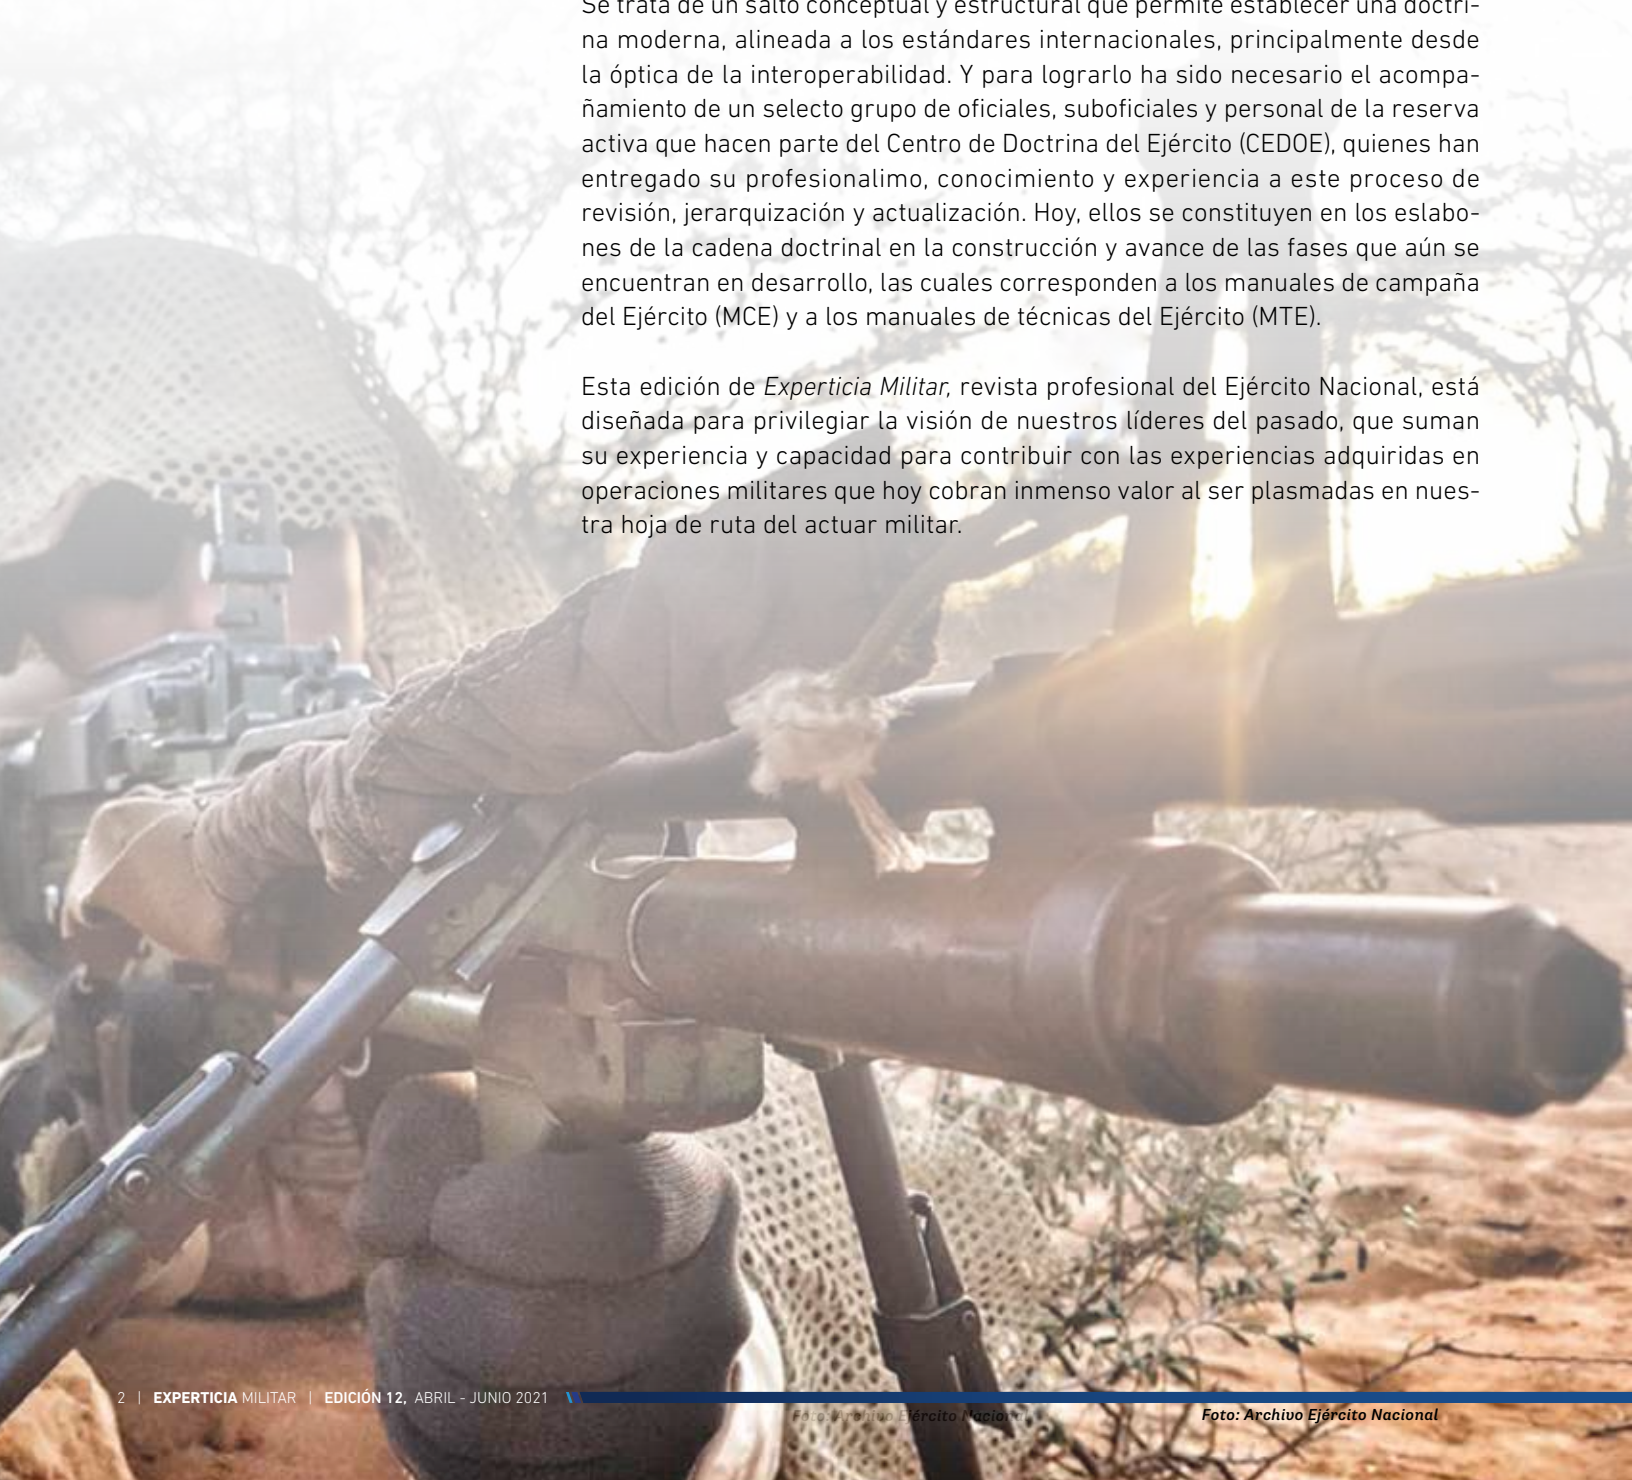 Se trata de un salto conceptual y estructural que permite establecer una doctri-
na moderna, alineada a los estándares internacionales, principalmente desde
la óptica de la interoperabilidad. Y para lograrlo ha sido necesario el acompa-
ñamiento de un selecto grupo de oficiales, suboficiales y personal de la reserva
activa que hacen parte del Centro de Doctrina del Ejército (CEDOE), quienes han
entregado su profesionalimo, conocimiento y experiencia a este proceso de
revisión, jerarquización y actualización. Hoy, ellos se constituyen en los eslabo-
nes de la cadena doctrinal en la construcción y avance de las fases que aún se
encuentran en desarrollo, las cuales corresponden a los manuales de campaña
del Ejército (MCE) y a los manuales de técnicas del Ejército (MTE).
Esta edición de Experticia Militar, revista profesional del Ejército Nacional, está
diseñada para privilegiar la visión de nuestros líderes del pasado, que suman
su experiencia y capacidad para contribuir con las experiencias adquiridas en
operaciones militares que hoy cobran inmenso valor al ser plasmadas en nues-
tra hoja de ruta del actuar militar.
2 | EXPERTICIA MILITAR | EDICIÓN 12, ABRIL - JUNIO 2021
Foto: Archivo Ejército Nacional
Foto: Archivo Ejército Nacional